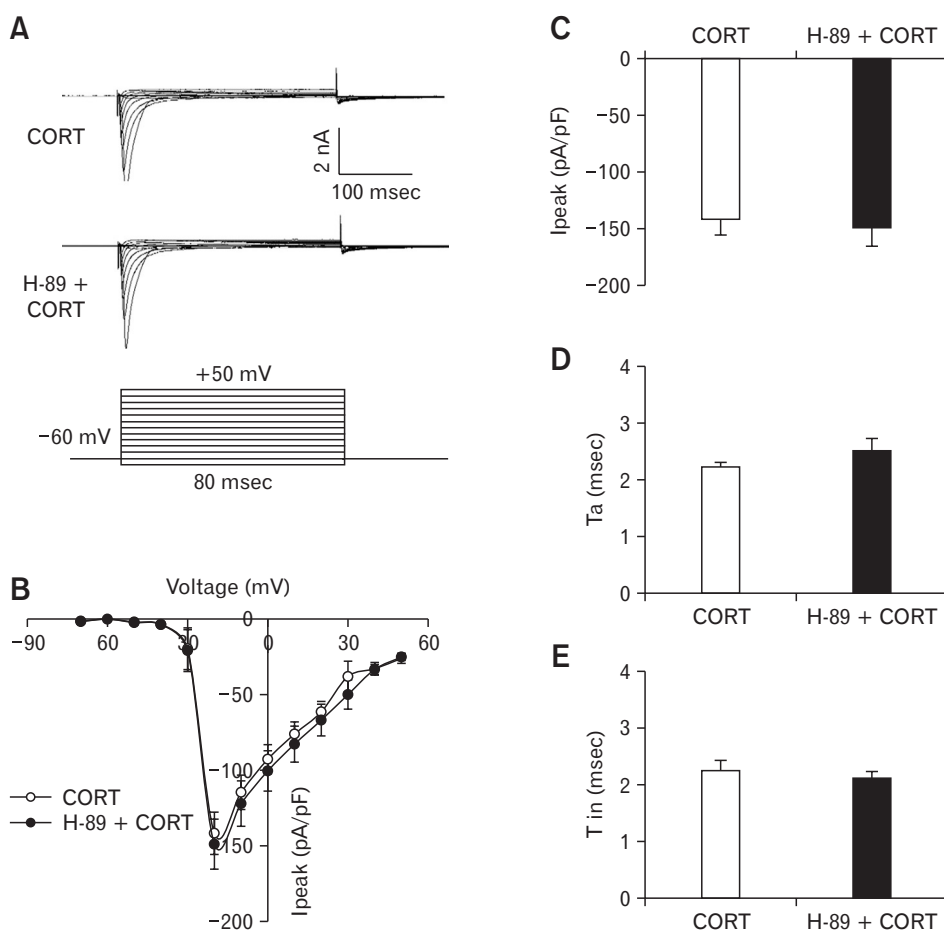 A
CORT
2 nA
100 msec
H-89 +
CORT
+50 mV
−60 mV
80 msec
B
Voltage (mV)
−90
−60
−30
0
30
60
0
−50
−100
−150
−200
Ipeak (pA/pF)
CORT
H-89 + CORT
C
CORT
H-89 + CORT
0
−50
−100
−150
−200
Ipeak (pA/pF)
D
4
3
2
1
0
Ta (msec)
CORT
H-89 + CORT
E
4
3
2
1
0
T in (msec)
CORT
H-89 + CORT